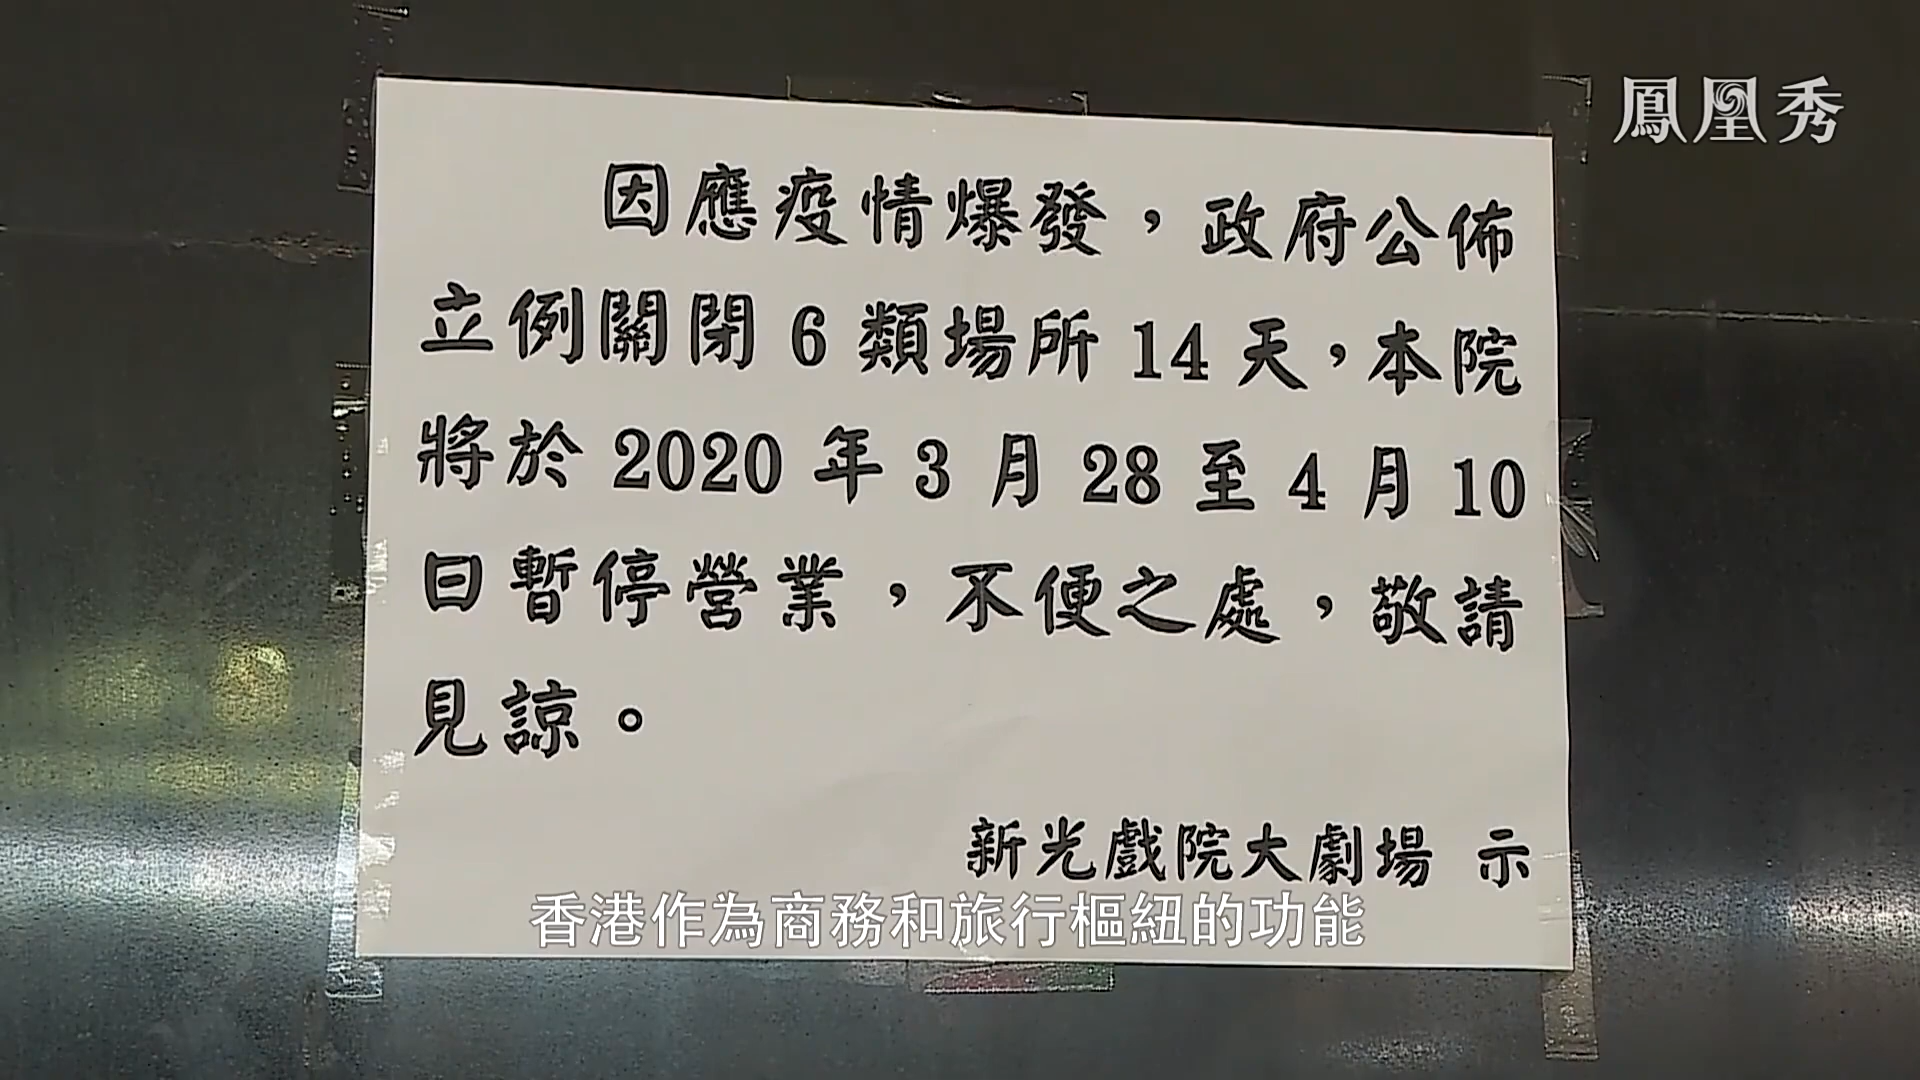 鳳凰秀
因應疫情爆發，政府公佈
立例關閉 6 類場所 14 天，本院
將於 2020 年 3 月 28 至 4 月 10
日暫停營業，不便之處，敬請
見諒。
新光戲院大劇場 示
香港作為商務和旅行樞紐的功能